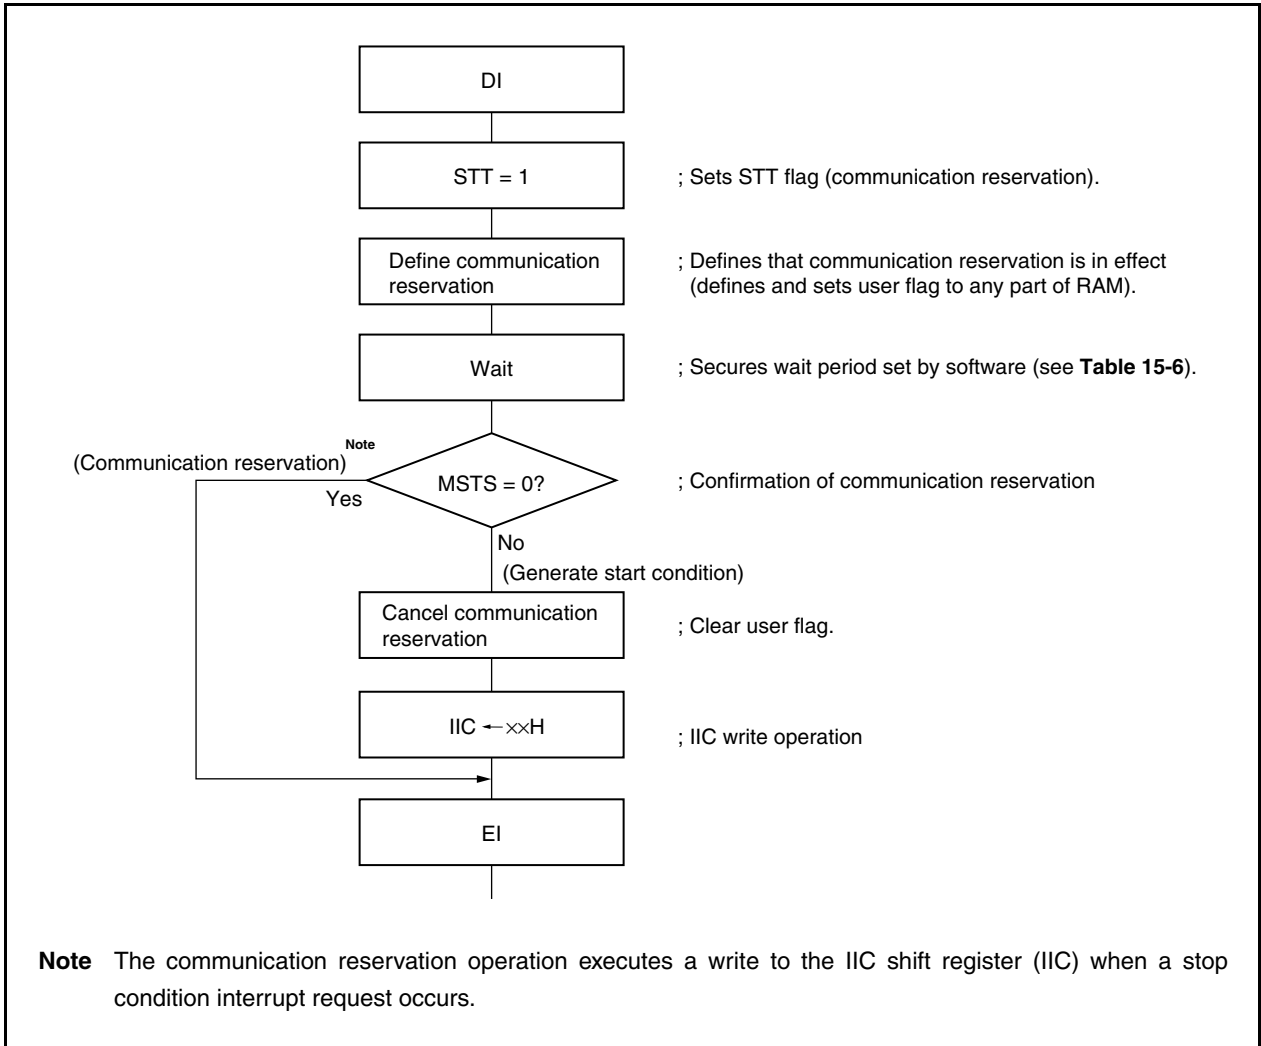 DI
STT = 1
; Sets STT flag (communication reservation).
Define communication
reservation
; Defines that communication reservation is in effect
(defines and sets user flag to any part of RAM).
Wait
; Secures wait period set by software (see Table 15-6).
(Communication reservation) Note
Yes
MSTS = 0?
; Confirmation of communication reservation
No
(Generate start condition)
Cancel communication
reservation
; Clear user flag.
IIC ← ××H
; IIC write operation
EI
Note The communication reservation operation executes a write to the IIC shift register (IIC) when a stop
condition interrupt request occurs.